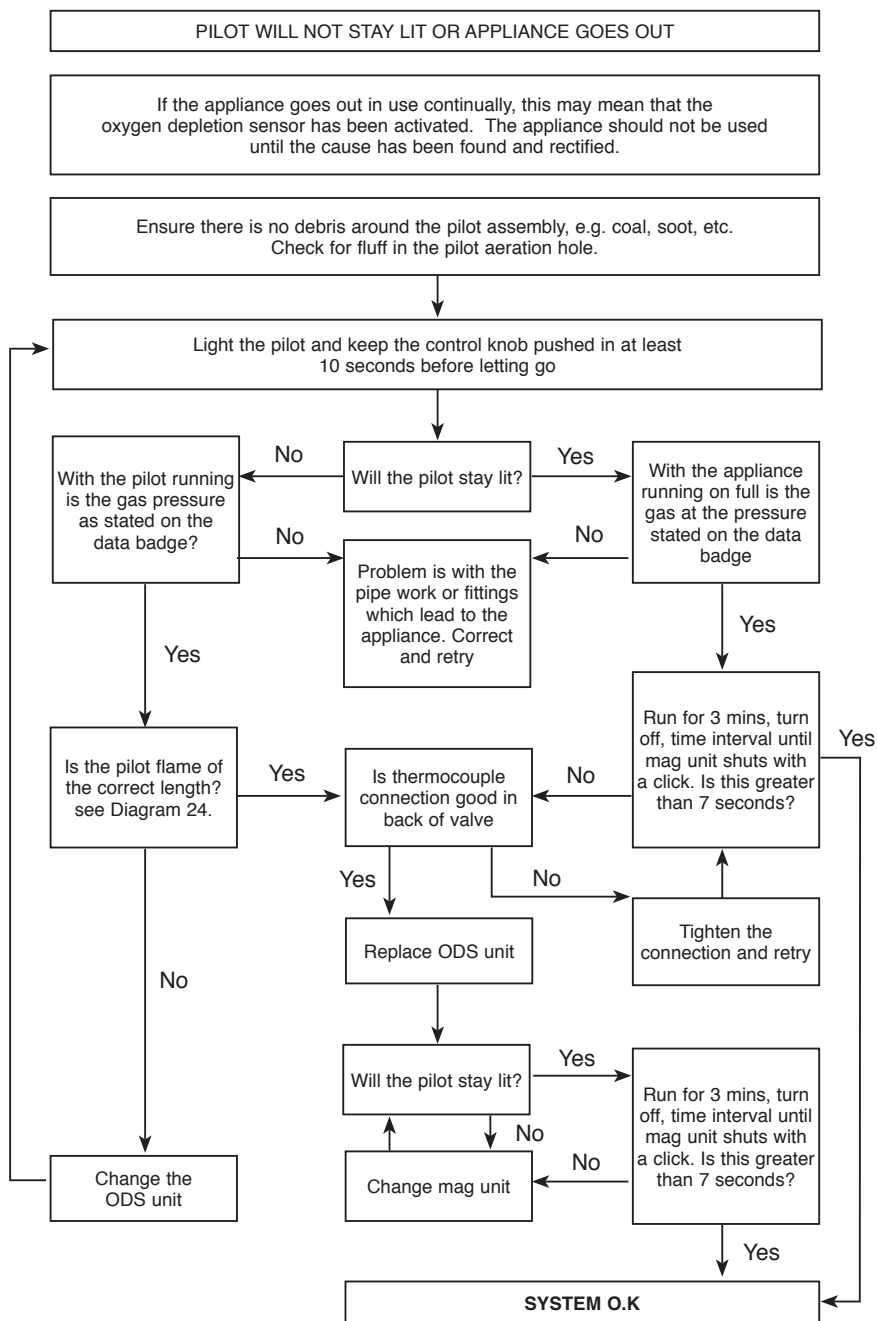 PILOT WILL NOT STAY LIT OR APPLIANCE GOES OUT
If the appliance goes out in use continually, this may mean that the
oxygen depletion sensor has been activated.  The appliance should not be used
until the cause has been found and rectified.
Ensure there is no debris around the pilot assembly, e.g. coal, soot, etc.
Check for fluff in the pilot aeration hole.
Light the pilot and keep the control knob pushed in at least
10 seconds before letting go
With the pilot running
is the gas pressure
as stated on the
data badge?
No
Will the pilot stay lit?
Yes
With the appliance
running on full is the
gas at the pressure
stated on the data
badge
No
Problem is with the
pipe work or fittings
which lead to the
appliance. Correct
and retry
No
Yes
Yes
Is the pilot flame of
the correct length?
see Diagram 24.
Yes
Is thermocouple
connection good in
back of valve
No
Run for 3 mins, turn
off, time interval until
mag unit shuts with
a click. Is this greater
than 7 seconds?
Yes
Yes
No
Replace ODS unit
Tighten the
connection and retry
No
Will the pilot stay lit?
Yes
Run for 3 mins, turn
off, time interval until
mag unit shuts with
a click. Is this greater
than 7 seconds?
No
Change the
ODS unit
Change mag unit
No
Yes
SYSTEM O.K